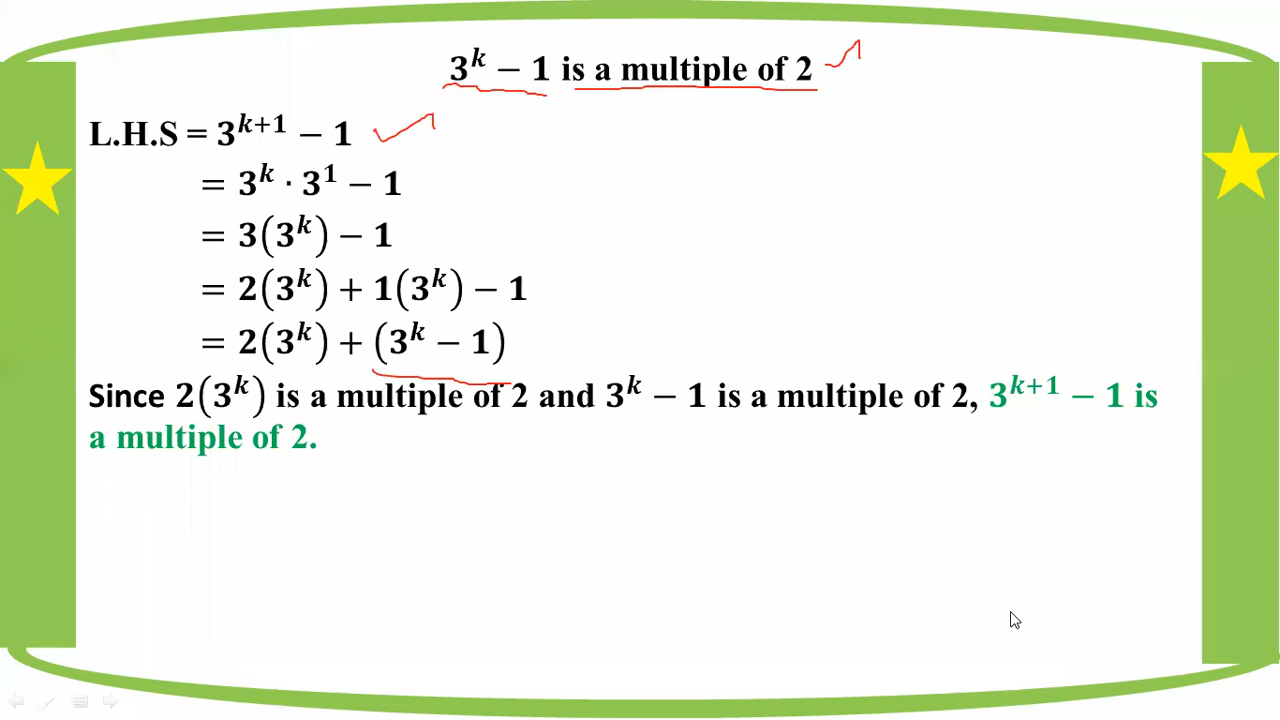 3^k − 1 is a multiple of 2
L.H.S = 3^{k+1} − 1
= 3^k · 3^1 − 1
= 3(3^k) − 1
= 2(3^k) + 1(3^k) − 1
= 2(3^k) + (3^k − 1)
Since 2(3^k) is a multiple of 2 and 3^k − 1 is a multiple of 2, 3^{k+1} − 1 is
a multiple of 2.